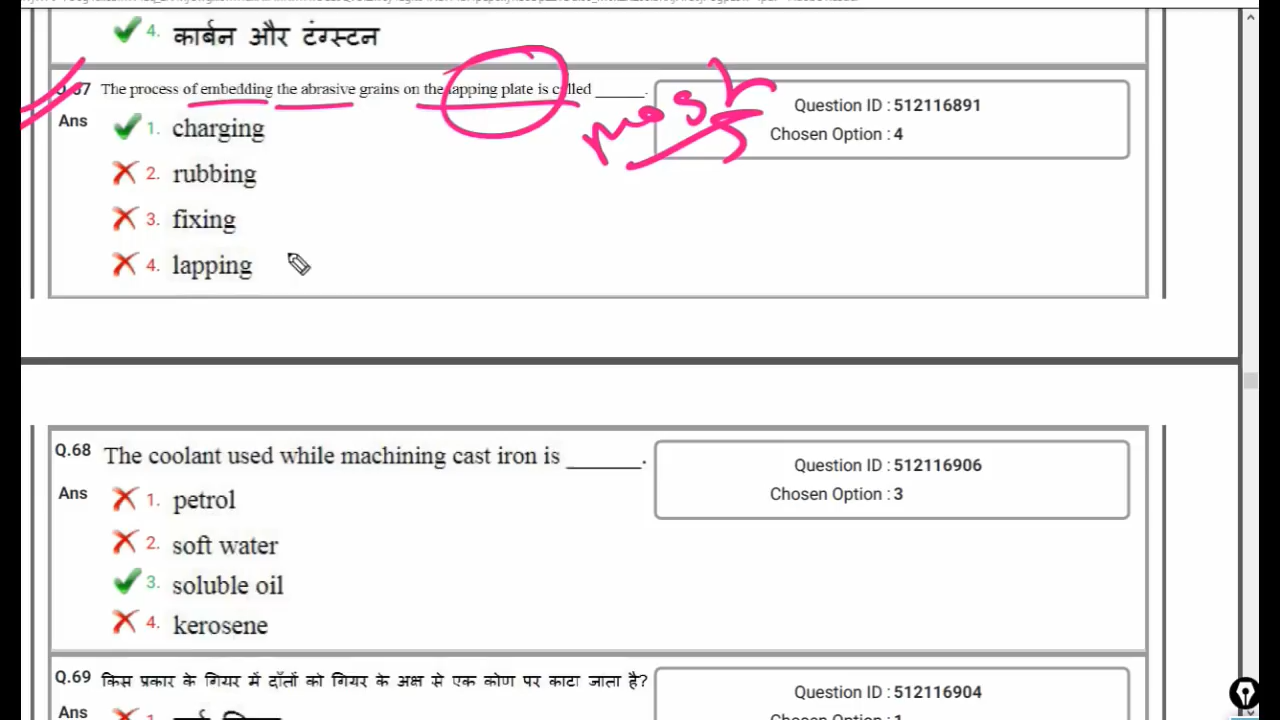 4. कार्बन और टंग्स्टन
The process of embedding the abrasive grains on the lapping plate is called ______.
Question ID : 512116891
Chosen Option : 4
Ans
1. charging
2. rubbing
3. fixing
4. lapping
Q.68 The coolant used while machining cast iron is ______.
Question ID : 512116906
Chosen Option : 3
Ans
1. petrol
2. soft water
3. soluble oil
4. kerosene
Q.69 किस प्रकार के गियर में दाँतों को गियर के अक्ष से एक कोण पर काटा जाता है?
Question ID : 512116904
Ans